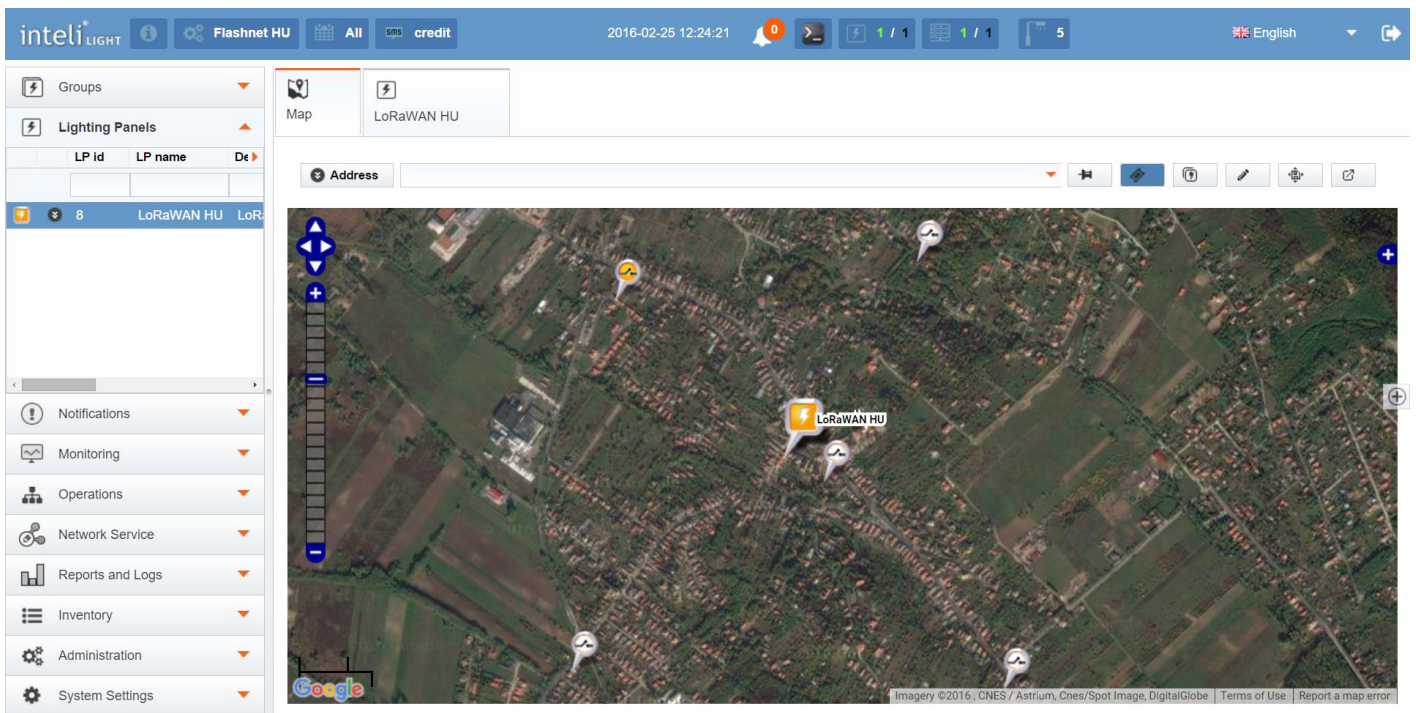 inteliLIGHT Flashnet HU All sms credit 2016-02-25 12:24:21 0 1 / 1 1 / 1 5 English
Groups
Lighting Panels
LP id LP name De
8 LoRaWAN HU LoRa
Notifications
Monitoring
Operations
Network Service
Reports and Logs
Inventory
Administration
System Settings
Map
LoRaWAN HU
Address
LoRaWAN HU
Google
Imagery ©2016 , CNES / Astrium, Cnes/Spot Image, DigitalGlobe Terms of Use Report a map error